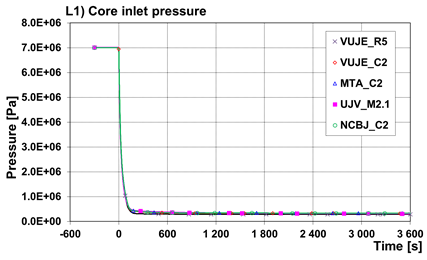 L1) Core inlet pressure
8.0E+06
7.0E+06
6.0E+06
5.0E+06
4.0E+06
3.0E+06
2.0E+06
1.0E+06
0.0E+00
Pressure [Pa]
VUJE_R5
VUJE_C2
MTA_C2
UJV_M2.1
NCBJ_C2
-600 0 600 1 200 1 800 2 400 3 000 3 600
Time [s]